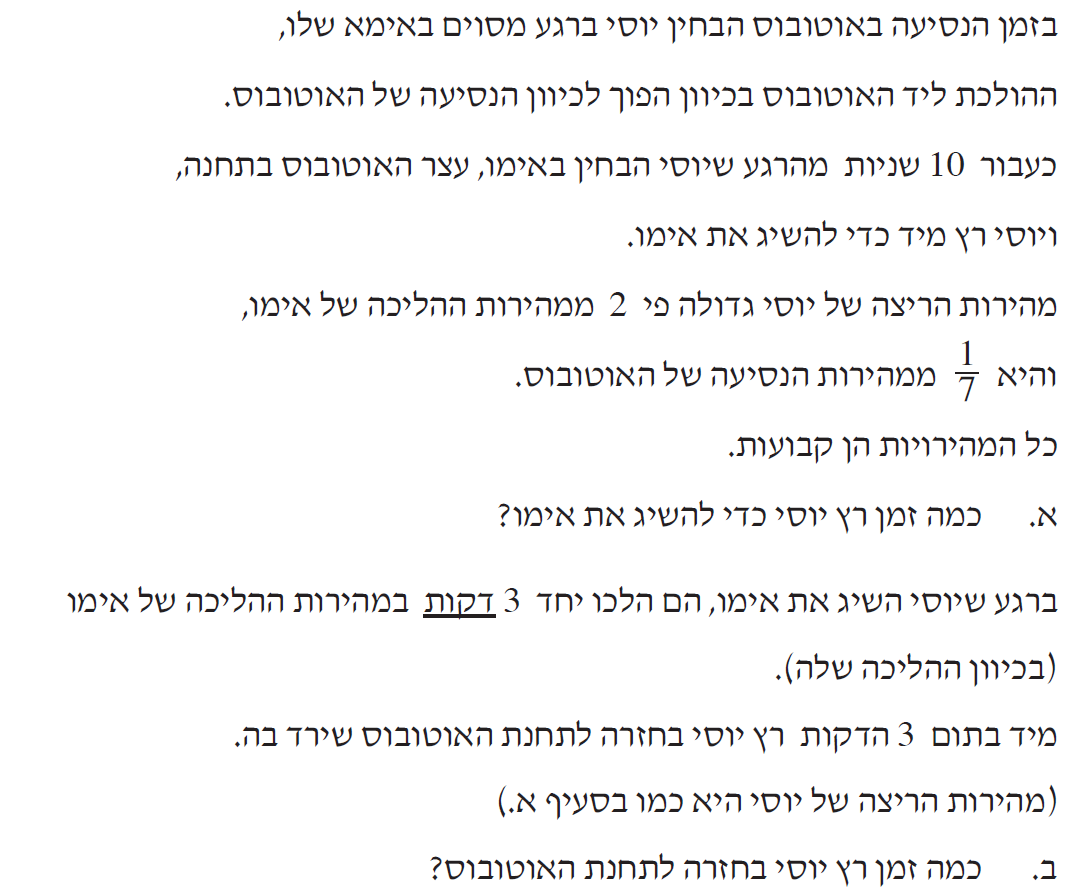 בזמן הנסיעה באוטובוס הבחין יוסי ברגע מסוים באימא שלו,
ההולכת ליד האוטובוס בכיוון הפוך לכיוון הנסיעה של האוטובוס.
כעבור 10 שניות מהרגע שיוסי הבחין באימו, עצר האוטובוס בתחנה,
ויוסי רץ מיד כדי להשיג את אימו.
מהירות הריצה של יוסי גדולה פי 2 ממהירות ההליכה של אימו,
והיא 1/7 ממהירות הנסיעה של האוטובוס.
כל המהירויות הן קבועות.
א. כמה זמן רץ יוסי כדי להשיג את אימו?
ברגע שיוסי השיג את אימו, הם הלכו יחד 3 דקות במהירות ההליכה של אימו
(בכיוון ההליכה שלה).
מיד בתום 3 הדקות רץ יוסי בחזרה לתחנת האוטובוס שירד בה.
(מהירות הריצה של יוסי היא כמו בסעיף א.)
ב. כמה זמן רץ יוסי בחזרה לתחנת האוטובוס?